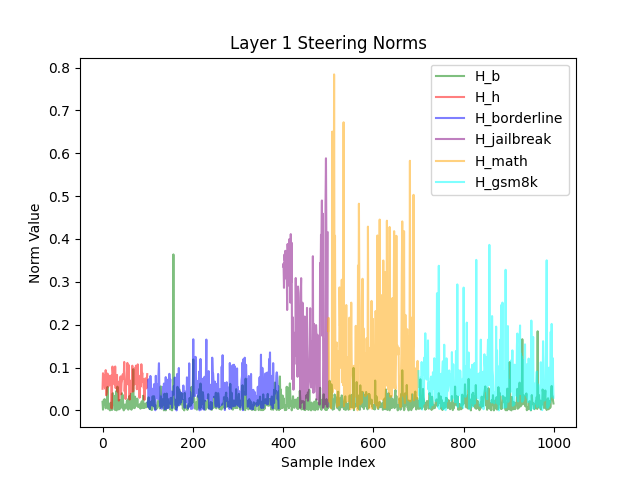 Layer 1 Steering Norms
H_b
H_h
H_borderline
H_jailbreak
H_math
H_gsm8k
Norm Value
0.8
0.7
0.6
0.5
0.4
0.3
0.2
0.1
0.0
0 200 400 600 800 1000
Sample Index